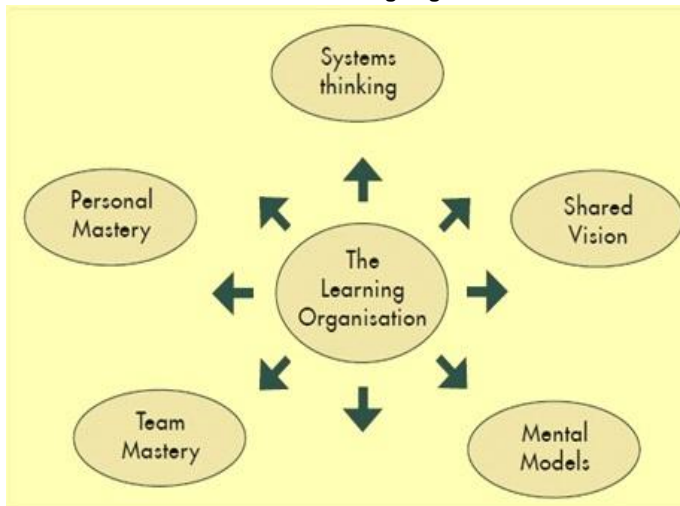 Systems
thinking
Personal
Mastery
Shared
Vision
The
Learning
Organisation
Team
Mastery
Mental
Models